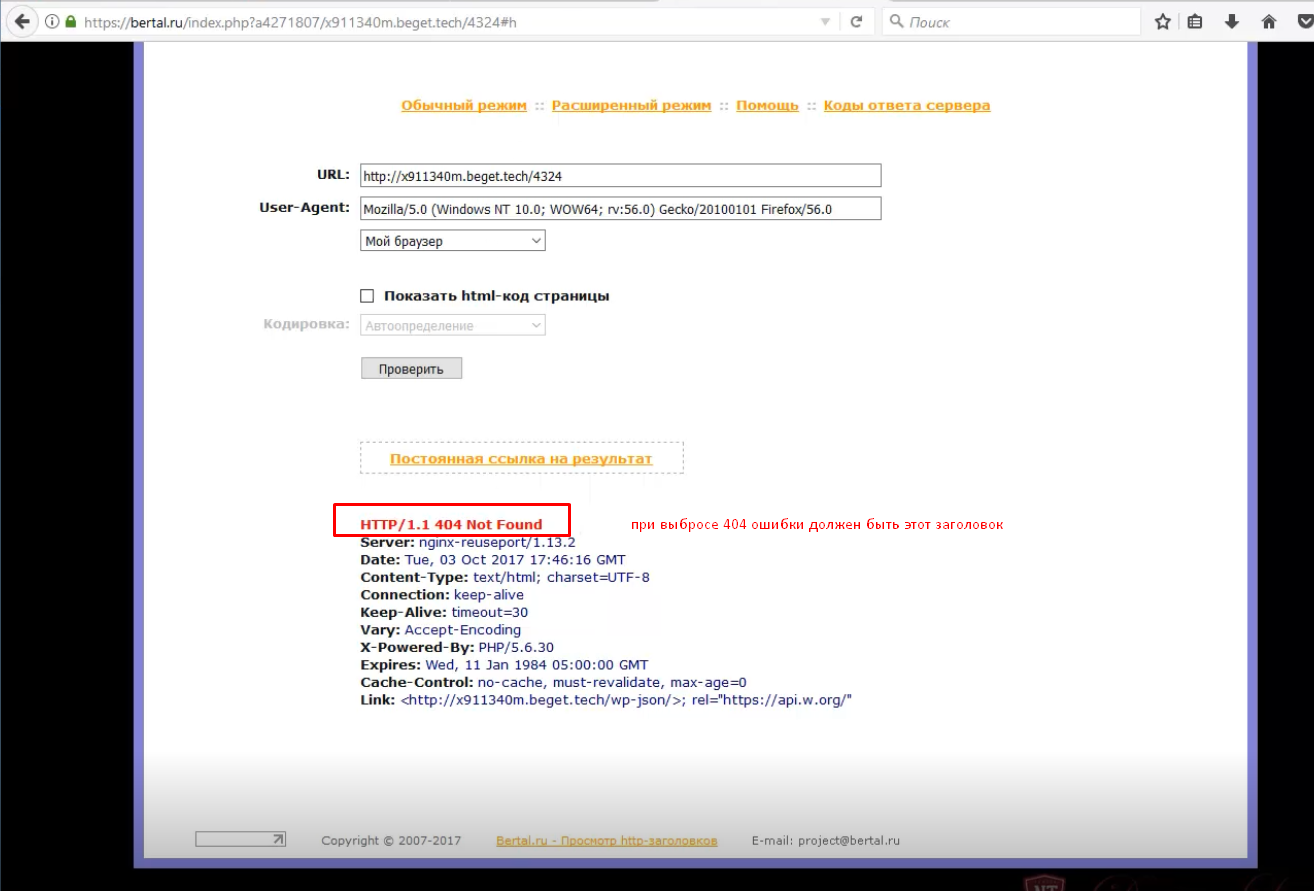 https://bertal.ru/index.php?a4271807/x911340m.beget.tech/4324#h
Поиск
Обычный режим :: Расширенный режим :: Помощь :: Коды ответа сервера
URL: http://x911340m.beget.tech/4324
User-Agent: Mozilla/5.0 (Windows NT 10.0; WOW64; rv:56.0) Gecko/20100101 Firefox/56.0
Мой браузер
Показать html-код страницы
Кодировка: Автоопределение
Проверить
Постоянная ссылка на результат
HTTP/1.1 404 Not Found при выбросе 404 ошибки должен быть этот заголовок
Server: nginx-reuseport/1.13.2
Date: Tue, 03 Oct 2017 17:46:16 GMT
Content-Type: text/html; charset=UTF-8
Connection: keep-alive
Keep-Alive: timeout=30
Vary: Accept-Encoding
X-Powered-By: PHP/5.6.30
Expires: Wed, 11 Jan 1984 05:00:00 GMT
Cache-Control: no-cache, must-revalidate, max-age=0
Link: <http://x911340m.beget.tech/wp-json/>; rel="https://api.w.org/"
Copyright © 2007-2017 Bertal.ru - Просмотр http-заголовков E-mail: project@bertal.ru